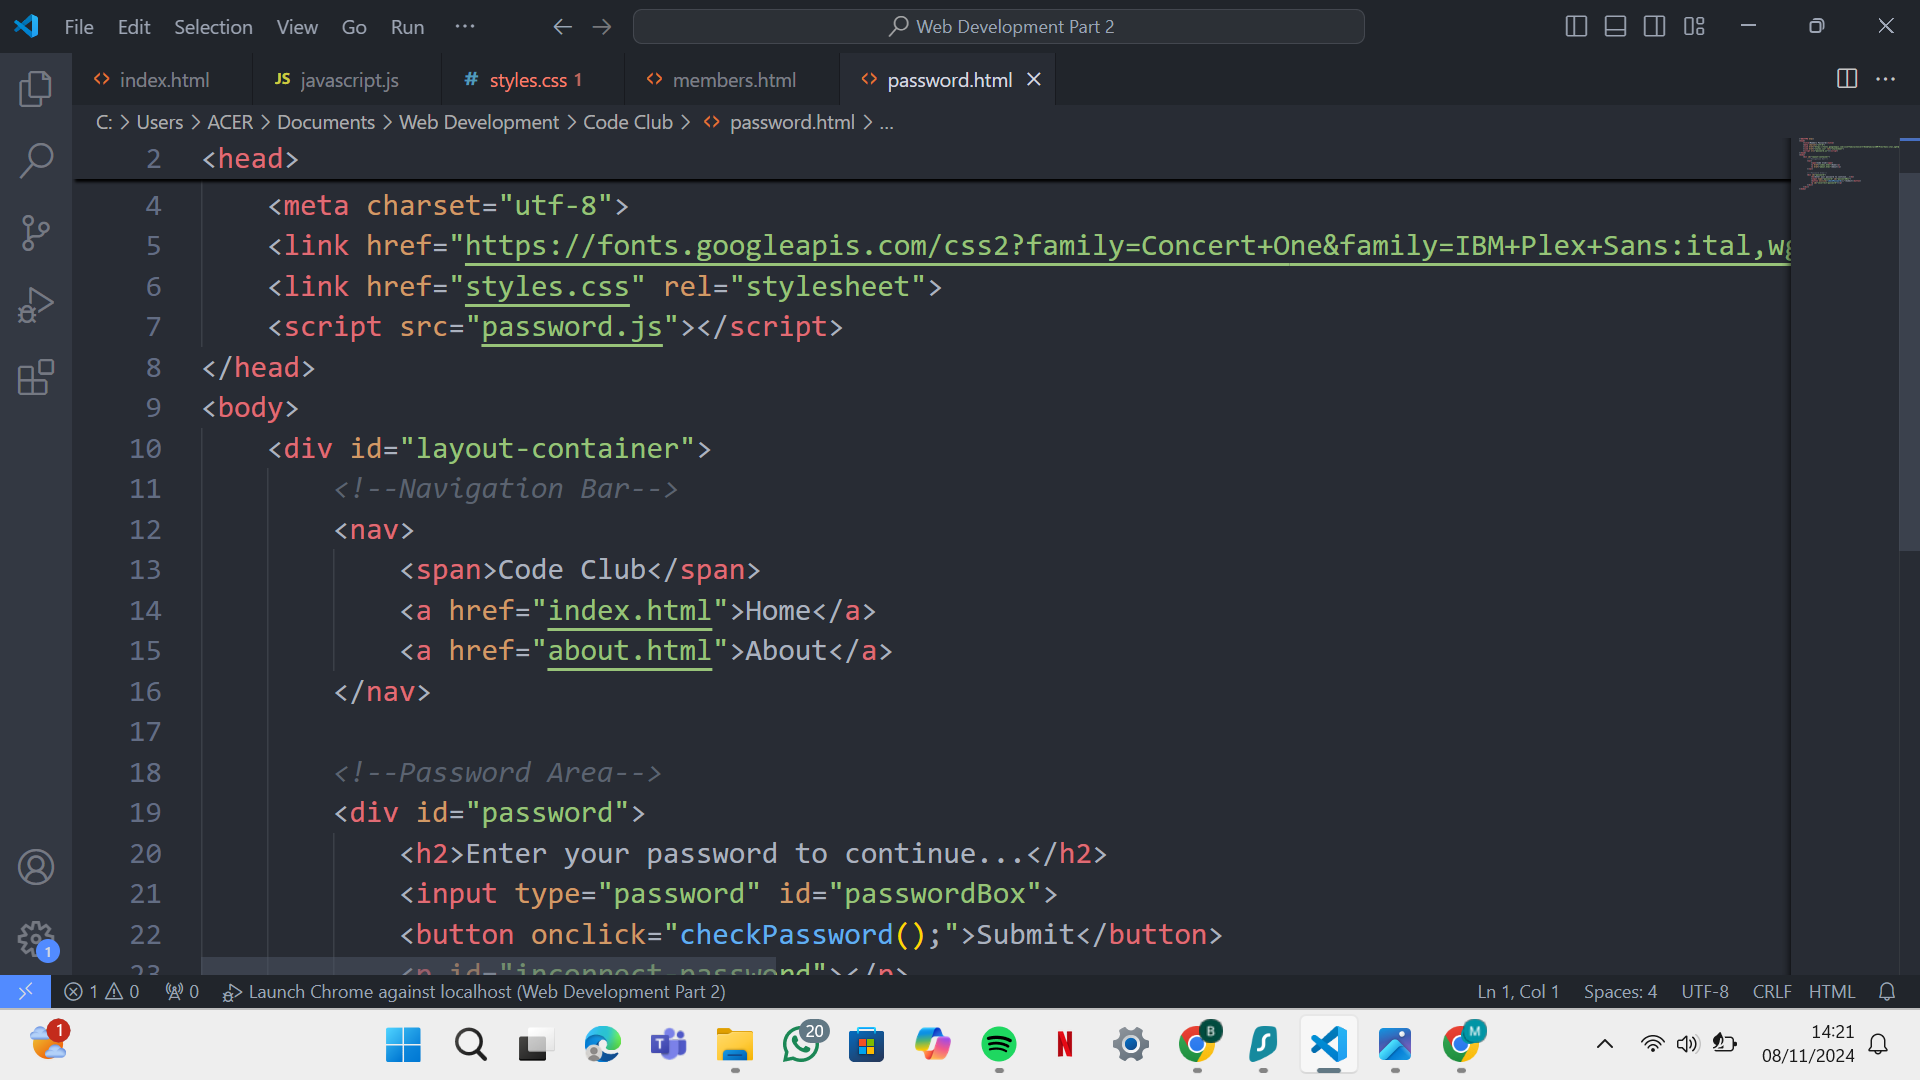 File Edit Selection View Go Run ...
Web Development Part 2
index.html
JS javascript.js
# styles.css 1
members.html
password.html
C: > Users > ACER > Documents > Web Development > Code Club > password.html > ...
2 <head>
4 <meta charset="utf-8">
5 <link href="https://fonts.googleapis.com/css2?family=Concert+One&family=IBM+Plex+Sans:ital,wg
6 <link href="styles.css" rel="stylesheet">
7 <script src="password.js"></script>
8 </head>
9 <body>
10 <div id="layout-container">
11 <!--Navigation Bar-->
12 <nav>
13 <span>Code Club</span>
14 <a href="index.html">Home</a>
15 <a href="about.html">About</a>
16 </nav>
17
18 <!--Password Area-->
19 <div id="password">
20 <h2>Enter your password to continue...</h2>
21 <input type="password" id="passwordBox">
22 <button onclick="checkPassword();">Submit</button>
23 <p id="incorrect-password"></p>
1
1 0 0 Launch Chrome against localhost (Web Development Part 2)
Ln 1, Col 1 Spaces: 4 UTF-8 CRLF HTML
1
T
20
N
B
M
14:21
08/11/2024